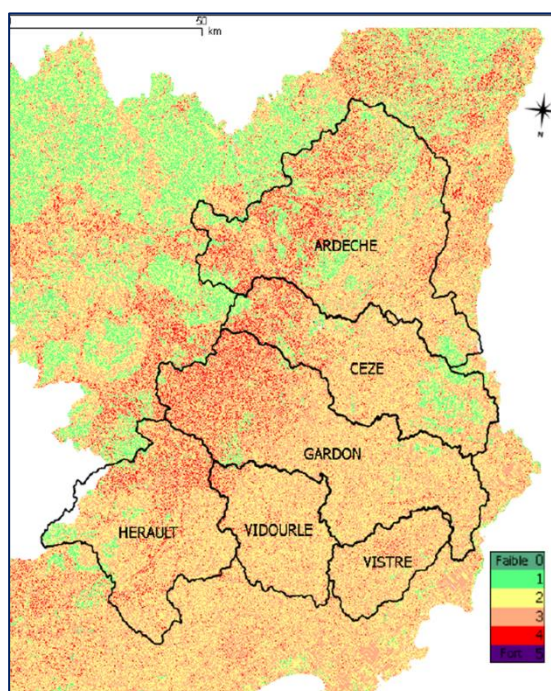 50
km
N
ARDECHE
CEZE
GARDON
HERAULT
VIDOURLE
VISTRE
Faible 0
1
2
3
4
Fort 5